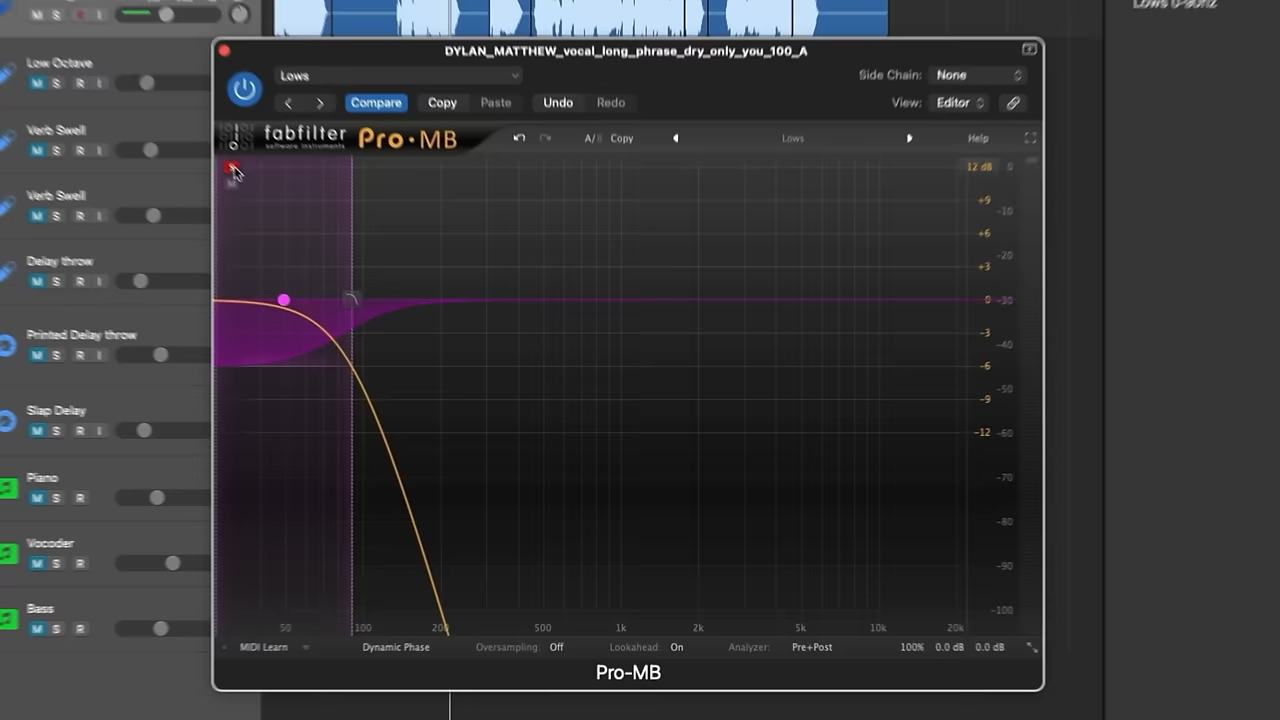 M S R I
Lows 0-90hz
DYLAN_MATTHEW_vocal_long_phrase_dry_only_you_100_A
Low Octave
M S R I
Lows
Side Chain: None
Compare Copy Paste Undo Redo
View: Editor
Verb Swell
M S R I
fabfilter
software instruments
Pro·MB
A/B Copy
Lows
Help
Verb Swell
M S R I
S
M
12 dB 0
+9
-10
+6
-20
+3
0 -30
-3
-40
-6
-50
-9
-12 -60
-70
-80
-90
-100
Delay throw
M S R I
Printed Delay throw
M S R I
Slap Delay
M S R I
Piano
M S R
Vocoder
M S R
Bass
M S R
50 100 200 500 1k 2k 5k 10k 20k
MIDI Learn Dynamic Phase Oversampling: Off Lookahead: On Analyzer: Pre+Post 100% 0.0 dB 0.0 dB
Pro-MB